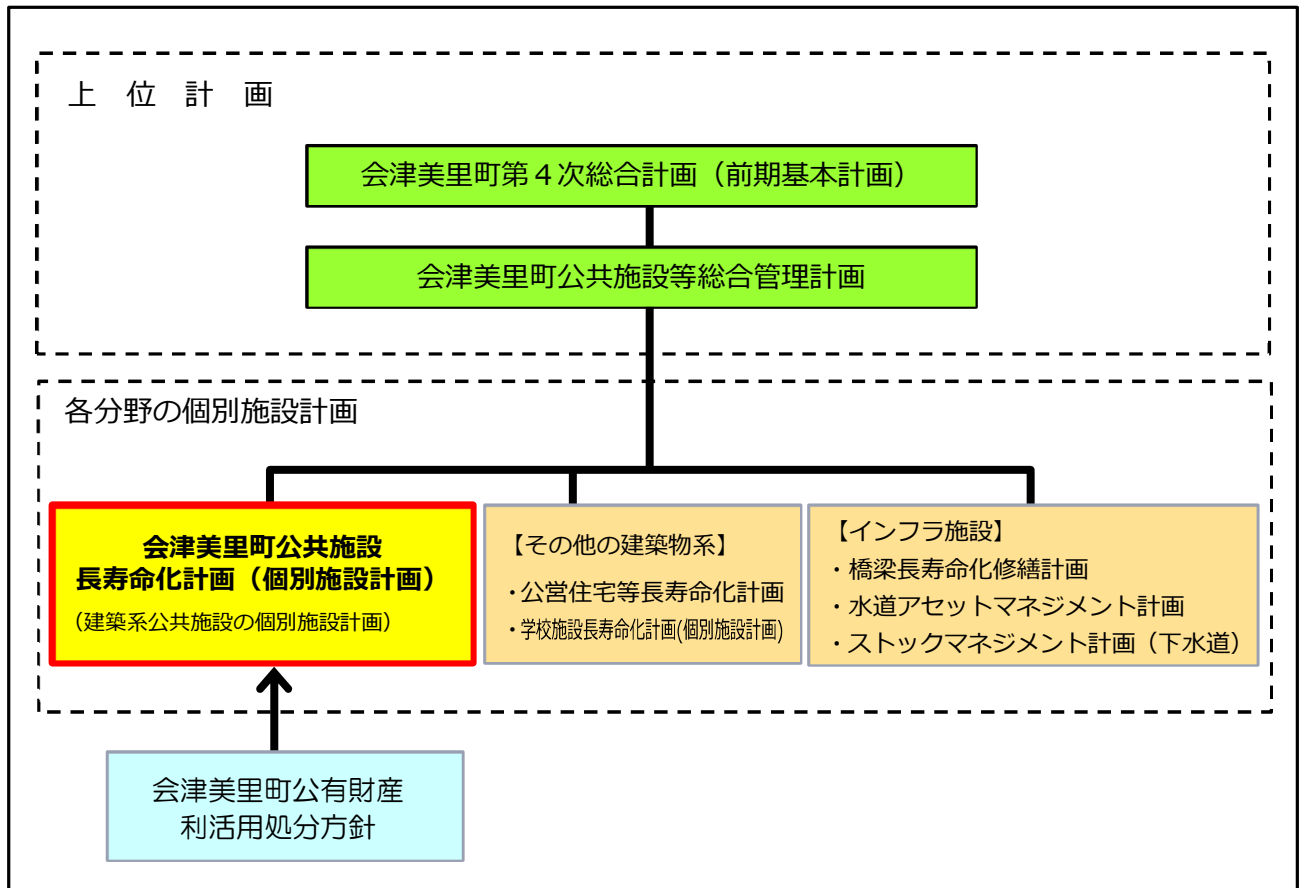 上 位 計 画
会津美里町第４次総合計画（前期基本計画）
会津美里町公共施設等総合管理計画
各分野の個別施設計画
会津美里町公共施設
長寿命化計画（個別施設計画）
（建築系公共施設の個別施設計画）
【その他の建築物系】
・公営住宅等長寿命化計画
・学校施設長寿命化計画(個別施設計画)
【インフラ施設】
・橋梁長寿命化修繕計画
・水道アセットマネジメント計画
・ストックマネジメント計画（下水道）
会津美里町公有財産
利活用処分方針